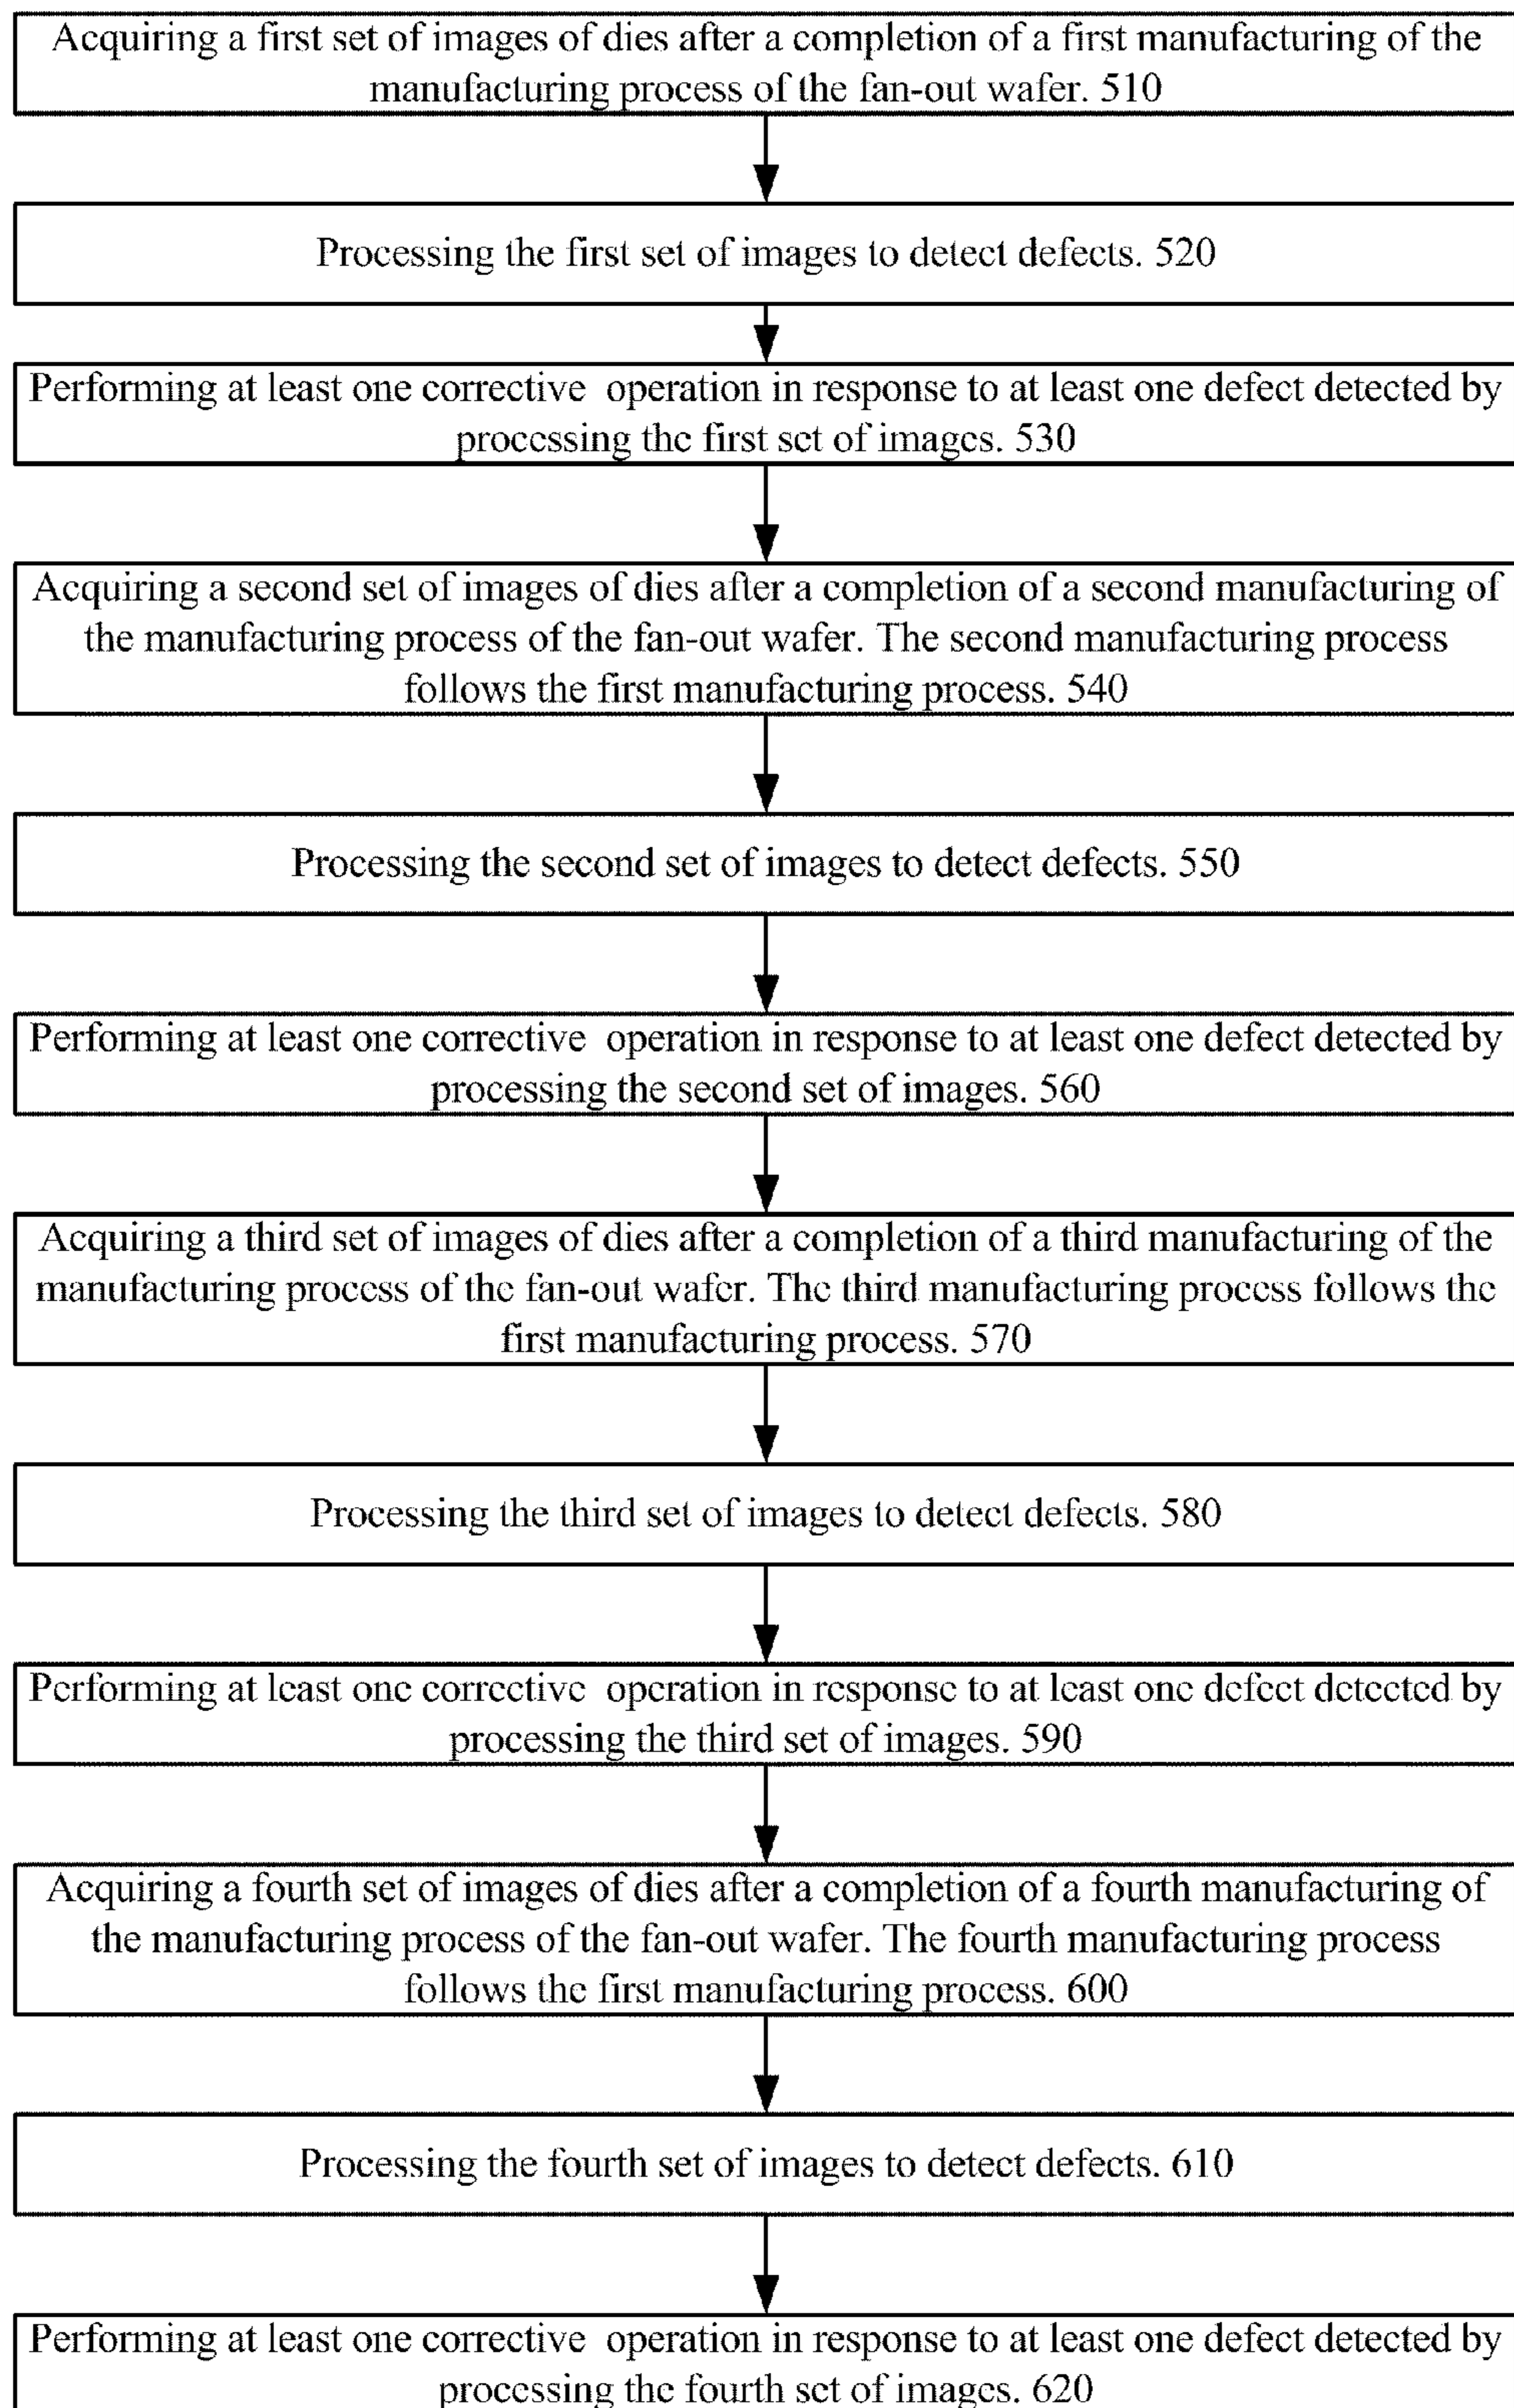 Acquiring a first set of images of dies after a completion of a first manufacturing of the
manufacturing process of the fan-out wafer. 510
Processing the first set of images to detect defects. 520
Performing at least one corrective operation in response to at least one defect detected by
processing the first set of images. 530
Acquiring a second set of images of dies after a completion of a second manufacturing of
the manufacturing process of the fan-out wafer. The second manufacturing process
follows the first manufacturing process. 540
Processing the second set of images to detect defects. 550
Performing at least one corrective operation in response to at least one defect detected by
processing the second set of images. 560
Acquiring a third set of images of dies after a completion of a third manufacturing of the
manufacturing process of the fan-out wafer. The third manufacturing process follows the
first manufacturing process. 570
Processing the third set of images to detect defects. 580
Performing at least one corrective operation in response to at least one defect detected by
processing the third set of images. 590
Acquiring a fourth set of images of dies after a completion of a fourth manufacturing of
the manufacturing process of the fan-out wafer. The fourth manufacturing process
follows the first manufacturing process. 600
Processing the fourth set of images to detect defects. 610
Performing at least one corrective operation in response to at least one defect detected by
processing the fourth set of images. 620